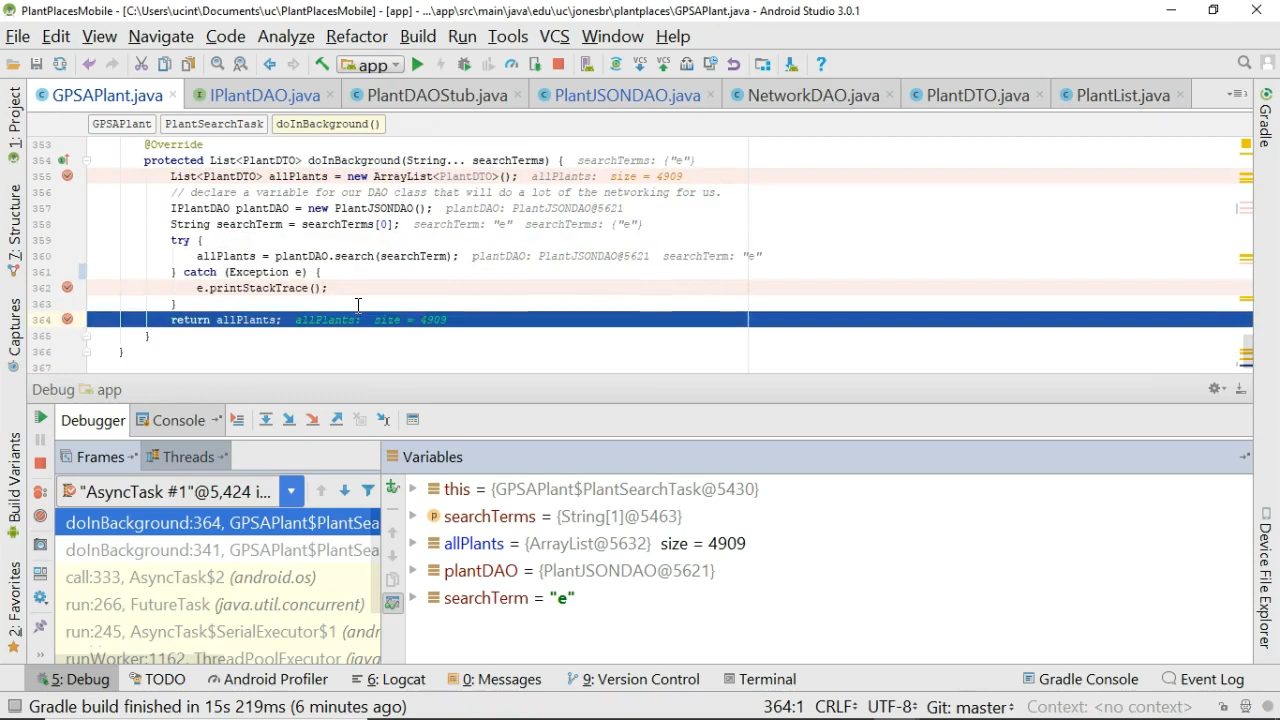 PlantPlacesMobile - [C:\Users\ucint\Documents\uc\PlantPlacesMobile] - [app] - ...\app\src\main\java\edu\uc\jonesbr\plantplaces\GPSAPlant.java - Android Studio 3.0.1
File Edit View Navigate Code Analyze Refactor Build Run Tools VCS Window Help
app
GPSAPlant.java IPlantDAO.java PlantDAOStub.java PlantJSONDAO.java NetworkDAO.java PlantDTO.java PlantList.java
GPSAPlant PlantSearchTask doInBackground()
353 @Override
354 protected List<PlantDTO> doInBackground(String... searchTerms) { searchTerms: {"e"}
355 List<PlantDTO> allPlants = new ArrayList<PlantDTO>(); allPlants: size = 4909
356 // declare a variable for our DAO class that will do a lot of the networking for us.
357 IPlantDAO plantDAO = new PlantJSONDAO(); plantDAO: PlantJSONDAO@5621
358 String searchTerm = searchTerms[0]; searchTerm: "e" searchTerms: {"e"}
359 try {
360 allPlants = plantDAO.search(searchTerm); plantDAO: PlantJSONDAO@5621 searchTerm: "e"
361 } catch (Exception e) {
362 e.printStackTrace();
363 }
364 return allPlants; allPlants: size = 4909
365 }
366 }
367
1: Project
7: Structure
Captures
Build Variants
2: Favorites
Gradle
Device File Explorer
Debug app
Debugger Console
Frames Threads
Variables
"AsyncTask #1"@5,424 i...
doInBackground:364, GPSAPlant$PlantSea
doInBackground:341, GPSAPlant$PlantSea
call:333, AsyncTask$2 (android.os)
run:266, FutureTask (java.util.concurrent)
run:245, AsyncTask$SerialExecutor$1 (andr
runWorker:1162, ThreadPoolExecutor (java
this = {GPSAPlant$PlantSearchTask@5430}
searchTerms = {String[1]@5463}
allPlants = {ArrayList@5632} size = 4909
plantDAO = {PlantJSONDAO@5621}
searchTerm = "e"
5: Debug TODO Android Profiler 6: Logcat 0: Messages 9: Version Control Terminal Gradle Console Event Log
Gradle build finished in 15s 219ms (6 minutes ago) 364:1 CRLF UTF-8 Git: master Context: <no context>